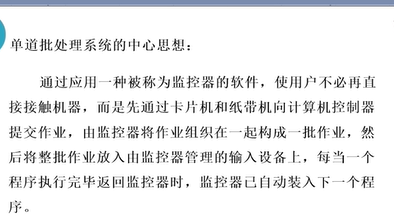 单道批处理系统的中心思想：
通过应用一种被称为监控器的软件，使用户不必再直
接接触机器，而是先通过卡片机和纸带机向计算机控制器
提交作业，由监控器将作业组织在一起构成一批作业，然
后将整批作业放入由监控器管理的输入设备上，每当一个
程序执行完毕返回监控器时，监控器已自动装入下一个程
序。